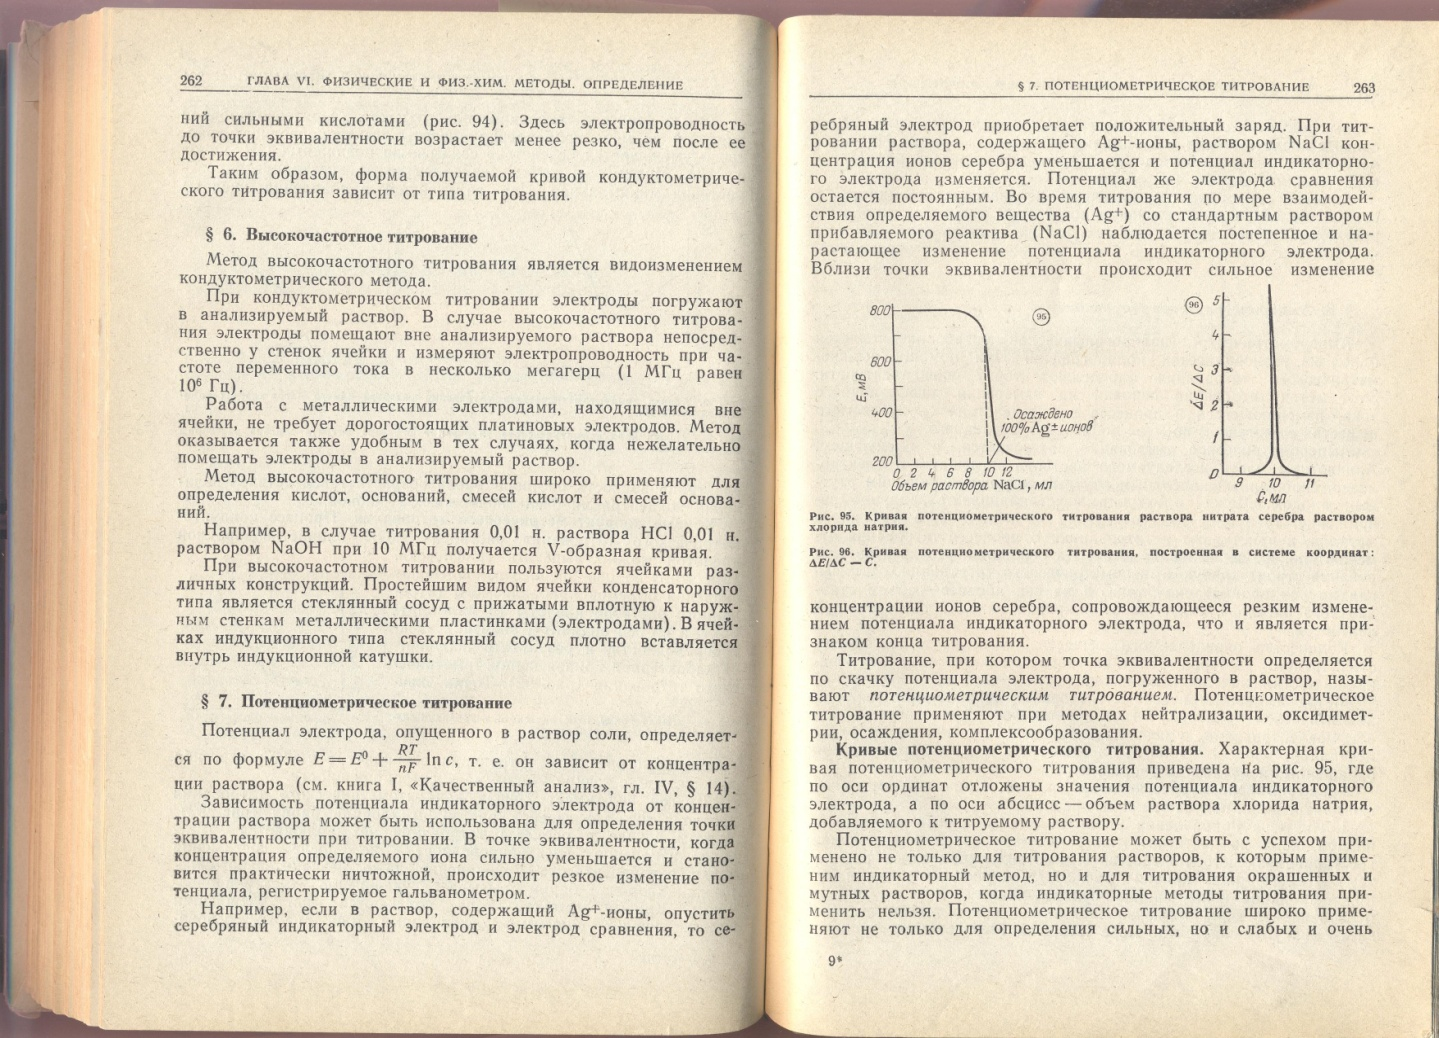 262 ГЛАВА VI. ФИЗИЧЕСКИЕ И ФИЗ.-ХИМ. МЕТОДЫ. ОПРЕДЕЛЕНИЕ
ний сильными кислотами (рис. 94). Здесь электропроводность
до точки эквивалентности возрастает менее резко, чем после ее
достижения.
Таким образом, форма получаемой кривой кондуктометриче-
ского титрования зависит от типа титрования.
§ 6. Высокочастотное титрование
Метод высокочастотного титрования является видоизменением
кондуктометрического метода.
При кондуктометрическом титровании электроды погружают
в анализируемый раствор. В случае высокочастотного титрова-
ния электроды помещают вне анализируемого раствора непосред-
ственно у стенок ячейки и измеряют электропроводность при ча-
стоте переменного тока в несколько мегагерц (1 МГц равен
10⁶ Гц).
Работа с металлическими электродами, находящимися вне
ячейки, не требует дорогостоящих платиновых электродов. Метод
оказывается также удобным в тех случаях, когда нежелательно
помещать электроды в анализируемый раствор.
Метод высокочастотного титрования широко применяют для
определения кислот, оснований, смесей кислот и смесей основа-
ний.
Например, в случае титрования 0,01 н. раствора HCl 0,01 н.
раствором NaOH при 10 МГц получается V-образная кривая.
При высокочастотном титровании пользуются ячейками раз-
личных конструкций. Простейшим видом ячейки конденсаторного
типа является стеклянный сосуд с прижатыми вплотную к наруж-
ным стенкам металлическими пластинками (электродами). В ячей-
ках индукционного типа стеклянный сосуд плотно вставляется
внутрь индукционной катушки.
§ 7. Потенциометрическое титрование
Потенциал электрода, опущенного в раствор соли, определяет-
ся по формуле E = E⁰ + RT/nF ln c, т. е. он зависит от концентра-
ции раствора (см. книга I, «Качественный анализ», гл. IV, § 14).
Зависимость потенциала индикаторного электрода от концен-
трации раствора может быть использована для определения точки
эквивалентности при титровании. В точке эквивалентности, когда
концентрация определяемого иона сильно уменьшается и стано-
вится практически ничтожной, происходит резкое изменение по-
тенциала, регистрируемое гальванометром.
Например, если в раствор, содержащий Ag⁺-ионы, опустить
серебряный индикаторный электрод и электрод сравнения, то се-
§ 7. ПОТЕНЦИОМЕТРИЧЕСКОЕ ТИТРОВАНИЕ 263
ребряный электрод приобретает положительный заряд. При тит-
ровании раствора, содержащего Ag⁺-ионы, раствором NaCl кон-
центрация ионов серебра уменьшается и потенциал индикаторно-
го электрода изменяется. Потенциал же электрода сравнения
остается постоянным. Во время титрования по мере взаимодей-
ствия определяемого вещества (Ag⁺) со стандартным раствором
прибавляемого реактива (NaCl) наблюдается постепенное и на-
растающее изменение потенциала индикаторного электрода.
Вблизи точки эквивалентности происходит сильное изменение
95
800
600
400
200
E, мВ
Осаждено
100% Ag⁺-ионов
0 2 4 6 8 10 12
Объем раствора NaCl, мл
96
5
4
3
2
1
0
ΔE/ΔC
9 10 11
C, мл
Рис. 95. Кривая потенциометрического титрования раствора нитрата серебра раствором
хлорида натрия.
Рис. 96. Кривая потенциометрического титрования, построенная в системе координат:
ΔE/ΔC — C.
концентрации ионов серебра, сопровождающееся резким измене-
нием потенциала индикаторного электрода, что и является при-
знаком конца титрования.
Титрование, при котором точка эквивалентности определяется
по скачку потенциала электрода, погруженного в раствор, назы-
вают потенциометрическим титрованием. Потенциометрическое
титрование применяют при методах нейтрализации, оксидимет-
рии, осаждения, комплексообразования.
Кривые потенциометрического титрования. Характерная кри-
вая потенциометрического титрования приведена на рис. 95, где
по оси ординат отложены значения потенциала индикаторного
электрода, а по оси абсцисс — объем раствора хлорида натрия,
добавляемого к титруемому раствору.
Потенциометрическое титрование может быть с успехом при-
менено не только для титрования растворов, к которым приме-
ним индикаторный метод, но и для титрования окрашенных и
мутных растворов, когда индикаторные методы титрования при-
менить нельзя. Потенциометрическое титрование широко приме-
няют не только для определения сильных, но и слабых и очень
9*